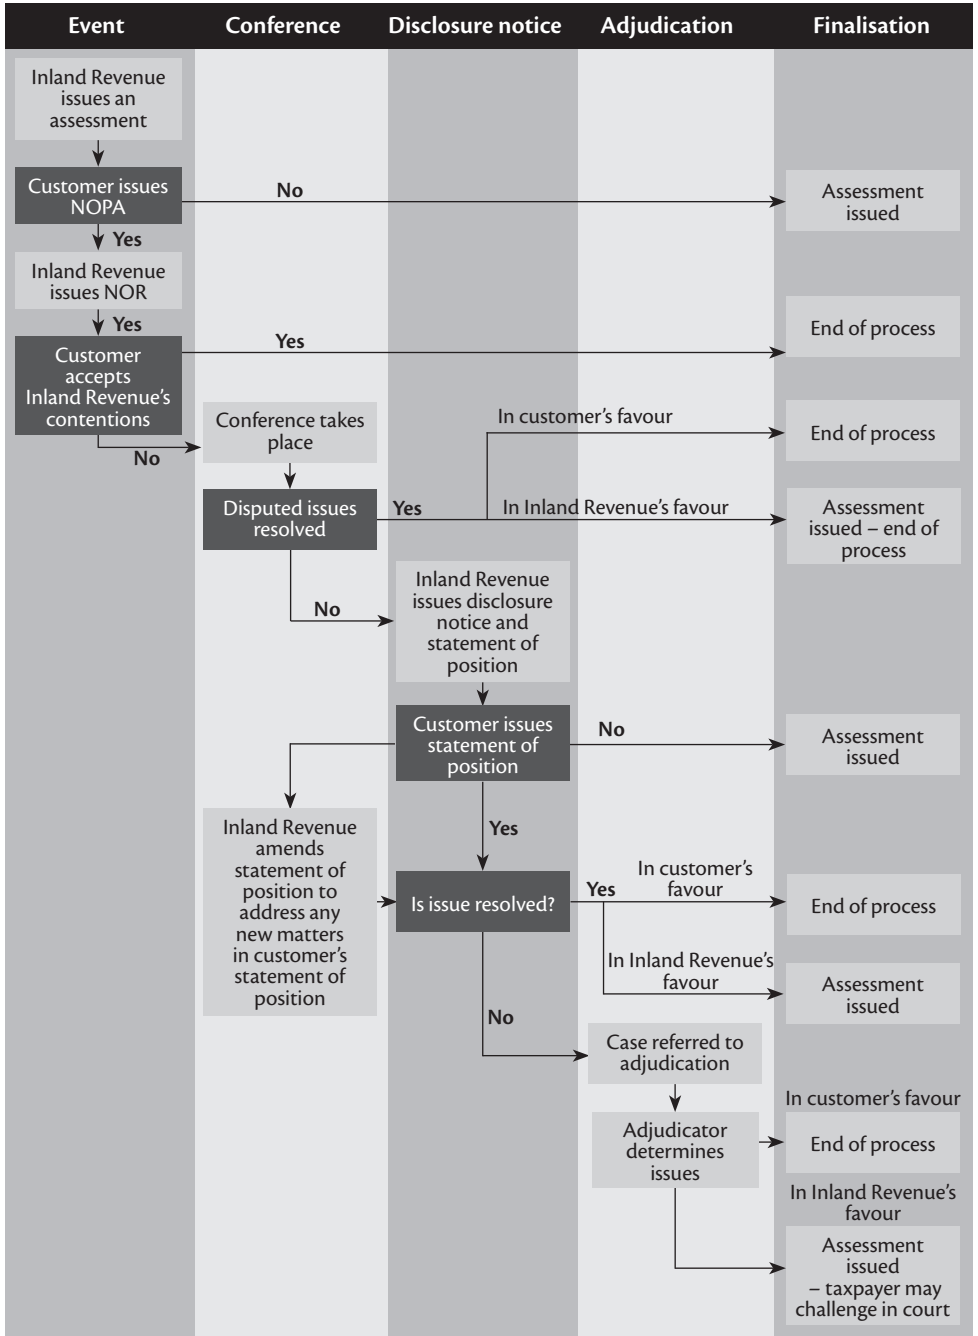 Event
Conference
Disclosure notice
Adjudication
Finalisation
Inland Revenue
issues an
assessment
Customer issues
NOPA
No
Assessment
issued
Yes
Inland Revenue
issues NOR
Yes
Customer
accepts
Inland Revenue's
contentions
Yes
End of process
No
Conference takes
place
In customer's favour
End of process
Disputed issues
resolved
Yes
In Inland Revenue's favour
Assessment
issued – end of
process
No
Inland Revenue
issues disclosure
notice and
statement of
position
Customer issues
statement of
position
No
Assessment
issued
Inland Revenue
amends
statement of
position to
address any
new matters
in customer's
statement of
position
Yes
Is issue resolved?
Yes
In customer's
favour
End of process
In Inland Revenue's
favour
Assessment
issued
No
Case referred to
adjudication
Adjudicator
determines
issues
In customer's favour
End of process
In Inland Revenue's
favour
Assessment
issued
– taxpayer may
challenge in court